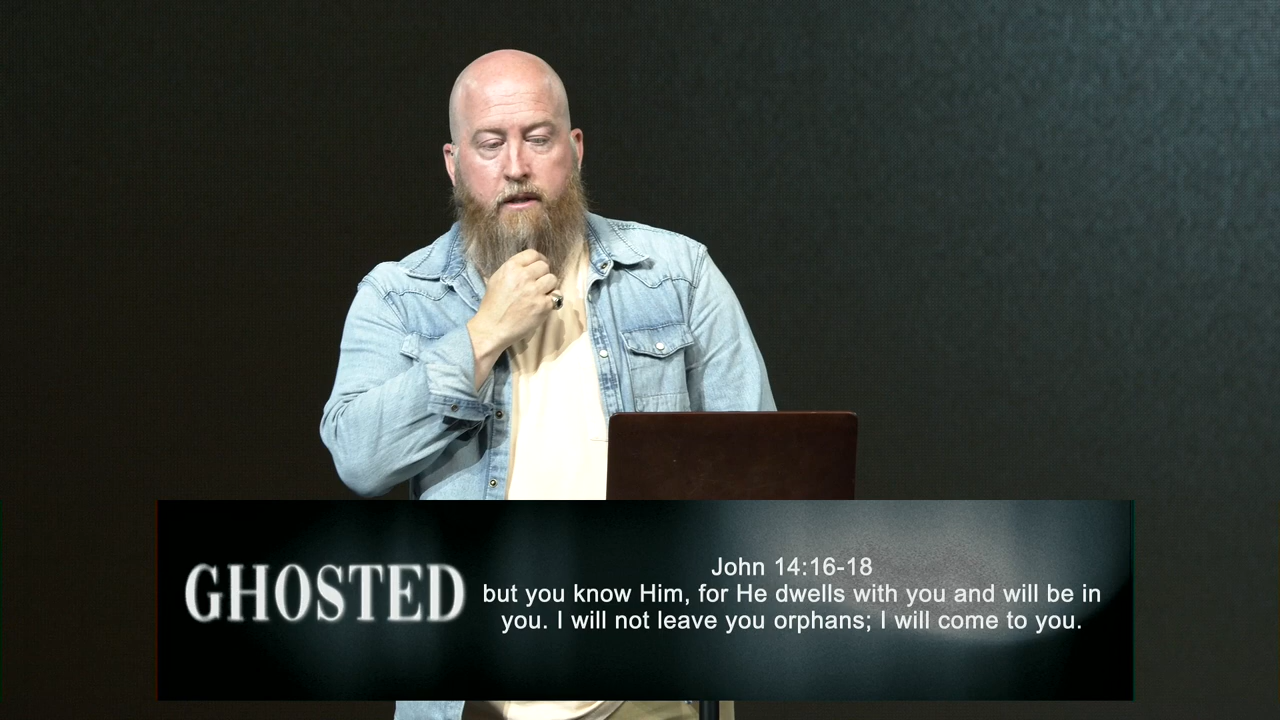 GHOSTED
John 14:16-18
but you know Him, for He dwells with you and will be in
you. I will not leave you orphans; I will come to you.